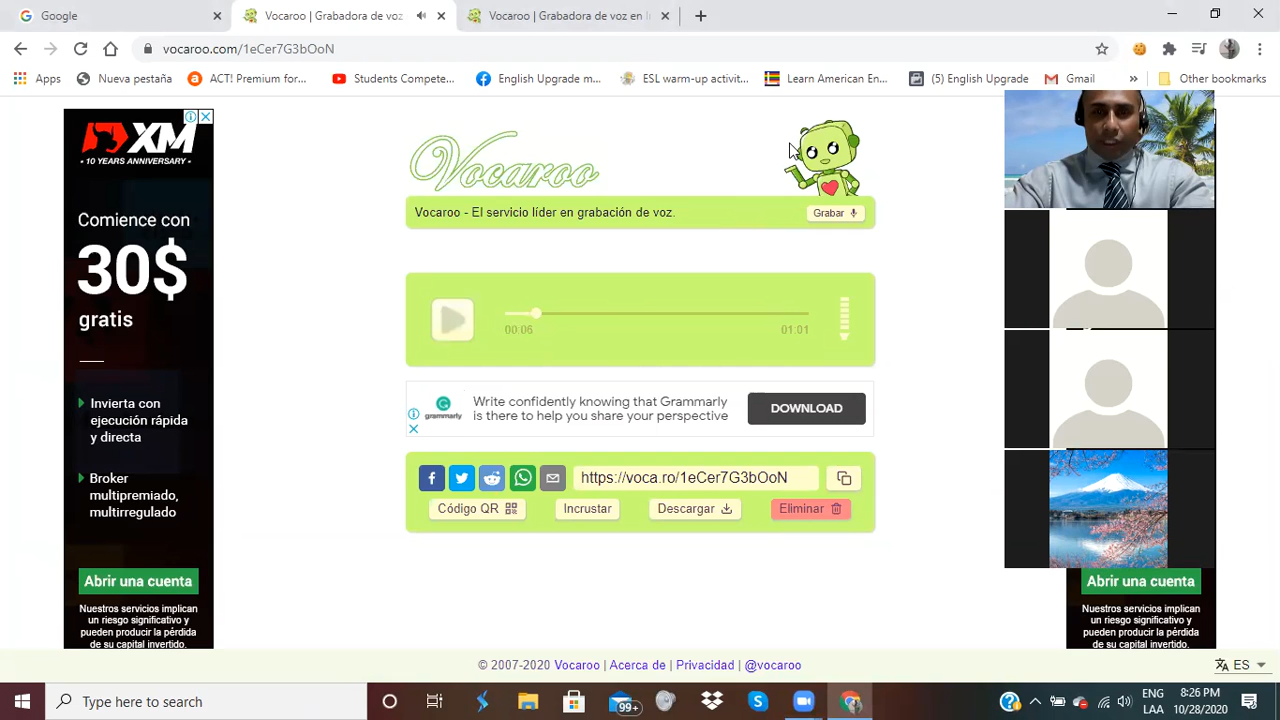 Google
Vocaroo | Grabadora de voz
Vocaroo | Grabadora de voz en l
vocaroo.com/1eCer7G3bOoN
Apps
Nueva pestaña
ACT! Premium for...
Students Compete...
English Upgrade m...
ESL warm-up activit...
Learn American En...
(5) English Upgrade
Gmail
Other bookmarks
XM
10 YEARS ANNIVERSARY
Comience con
30$
gratis
Invierta con
ejecución rápida
y directa
Broker
multipremiado,
multirregulado
Abrir una cuenta
Nuestros servicios implican
un riesgo significativo y
pueden producir la pérdida
de su capital invertido.
Vocaroo
Vocaroo - El servicio líder en grabación de voz.
Grabar
00:06
01:01
grammarly
Write confidently knowing that Grammarly
is there to help you share your perspective
DOWNLOAD
https://voca.ro/1eCer7G3bOoN
Código QR
Incrustar
Descargar
Eliminar
Abrir una cuenta
Nuestros servicios implican
un riesgo significativo y
pueden producir la pérdida
de su capital invertido.
© 2007-2020 Vocaroo | Acerca de | Privacidad | @vocaroo
ES
Type here to search
99+
ENG
LAA
8:26 PM
10/28/2020